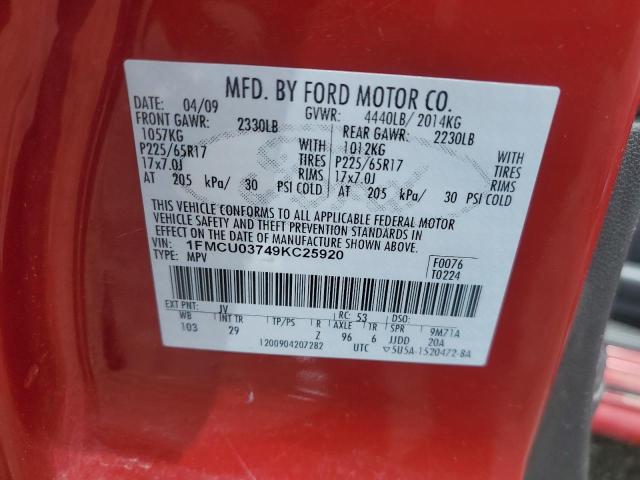 MFD. BY FORD MOTOR CO.
DATE: 04/09 GVWR: 4440LB/ 2014KG
FRONT GAWR: 2330LB REAR GAWR: 2230LB
1057KG WITH 1012KG WITH
P225/65R17 TIRES P225/65R17 TIRES
17x7.0J RIMS 17x7.0J RIMS
AT 205 kPa/ 30 PSI COLD AT 205 kPa/ 30 PSI COLD
THIS VEHICLE CONFORMS TO ALL APPLICABLE FEDERAL MOTOR
VEHICLE SAFETY AND THEFT PREVENTION STANDARDS IN
EFFECT ON THE DATE OF MANUFACTURE SHOWN ABOVE.
VIN: 1FMCU03749KC25920 F0076
TYPE: MPV T0224
EXT PNT: JV RC: 53 DSO:
WB INT TR TP/PS R AXLE TR SPR 9M71A
103 29 Z 96 6 JJDD 20A
1200904207282 UTC ▽5U5A-1520472-BA